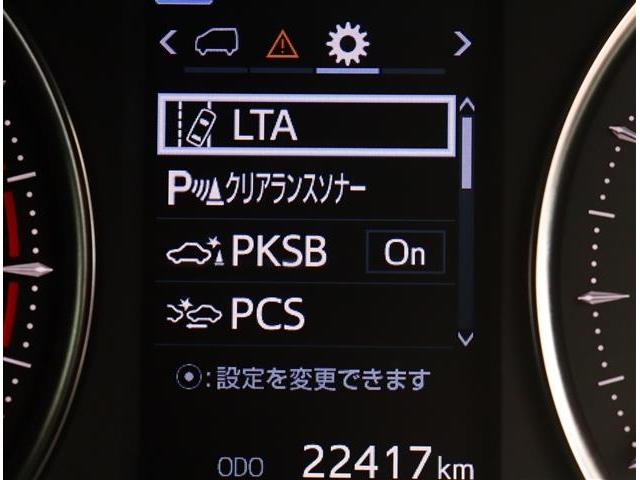 LTA
Pクリアランスソナー
PKSB On
PCS
:設定を変更できます
ODO 22417km